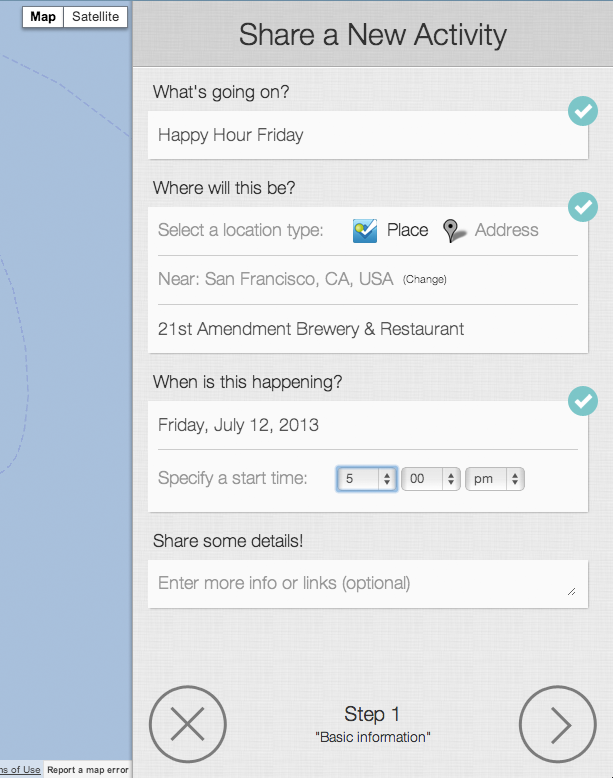 Map Satellite
Share a New Activity
What's going on?
Happy Hour Friday
Where will this be?
Select a location type: Place Address
Near: San Francisco, CA, USA (Change)
21st Amendment Brewery & Restaurant
When is this happening?
Friday, July 12, 2013
Specify a start time: 5 00 pm
Share some details!
Enter more info or links (optional)
Step 1
"Basic information"
of Use Report a map error